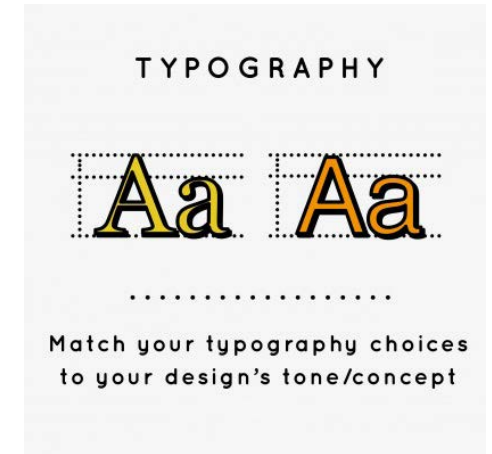 TYPOGRAPHY
Aa Aa
Match your typography choices
to your design's tone/concept